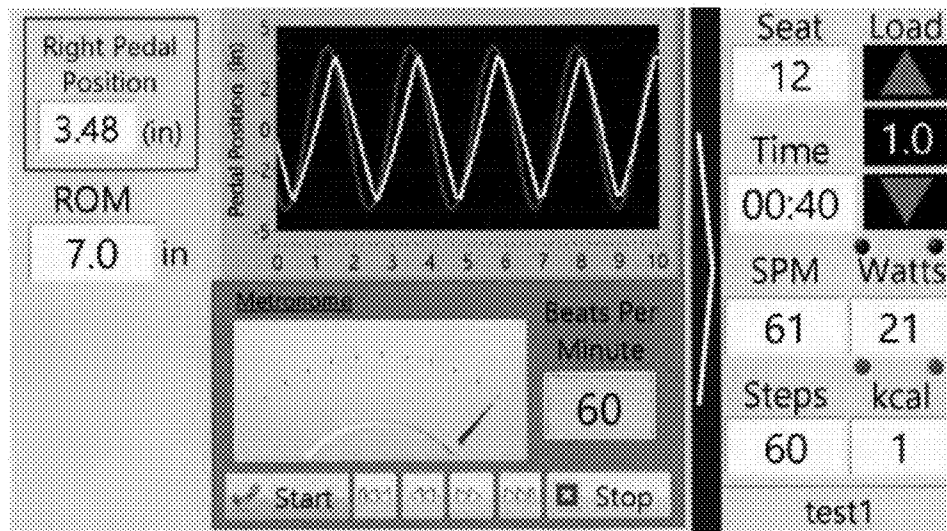 Right Pedal
Position
3.48 (in)
ROM
7.0 in
Pedal Position (in)
0 1 2 3 4 5 6 7 8 9 10
Metronome
Beats Per
Minute
60
Start
Stop
Seat
12
Load
1.0
Time
00:40
SPM
61
Watts
21
Steps
60
kcal
1
test1